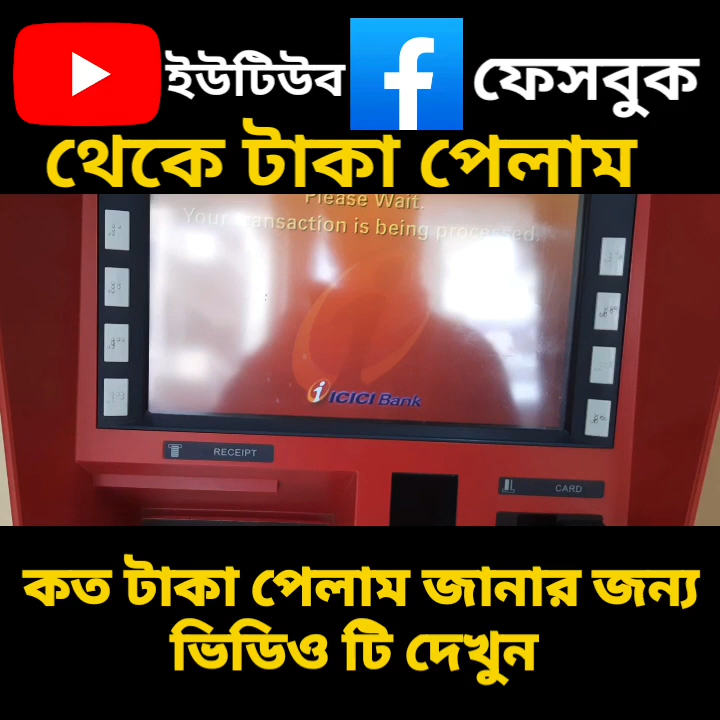 ইউটিউব ফেসবুক
থেকে টাকা পেলাম
Please Wait.
Your transaction is being processed.
ICICI Bank
RECEIPT
CARD
কত টাকা পেলাম জানার জন্য
ভিডিও টি দেখুন